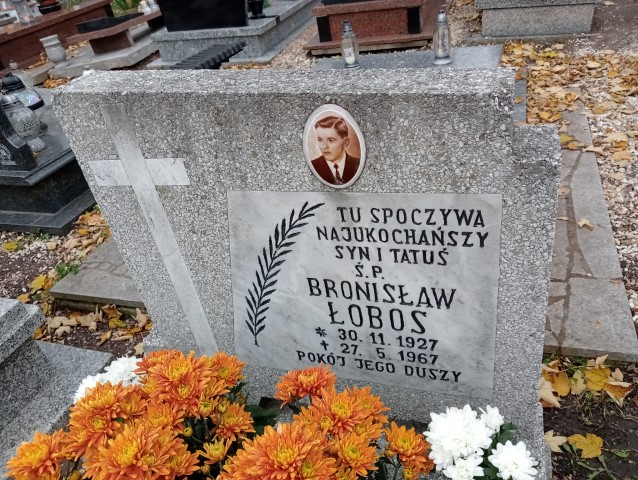 TU SPOCZYWA
NAJUKOCHAŃSZY
SYN I TATUŚ
Ś.P.
BRONISŁAW
ŁOBOS
* 30. 11. 1927
+ 27. 5. 1967
POKÓJ JEGO DUSZY